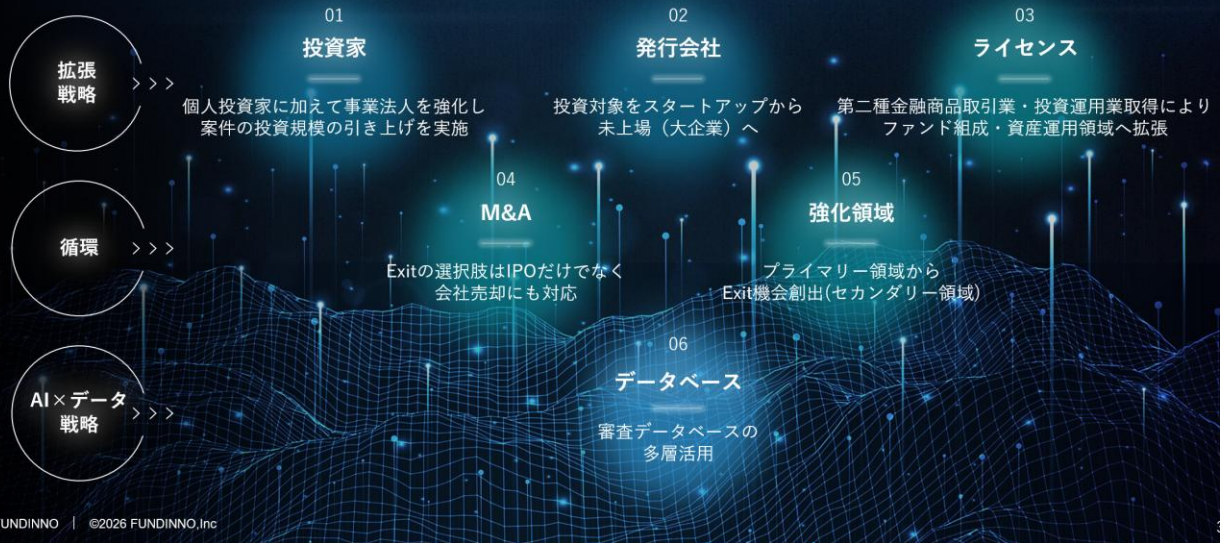 拡張
戦略
01
投資家
個人投資家に加えて事業法人を強化し
案件の投資規模の引き上げを実施
02
発行会社
投資対象をスタートアップから
未上場（大企業）へ
03
ライセンス
第二種金融商品取引業・投資運用業取得により
ファンド組成・資産運用領域へ拡張
循環
04
M&A
Exitの選択肢はIPOだけでなく
会社売却にも対応
05
強化領域
プライマリー領域から
Exit機会創出(セカンダリー領域)
AI×データ
戦略
06
データベース
審査データベースの
多層活用
UNDINNO | ©2026 FUNDINNO,Inc